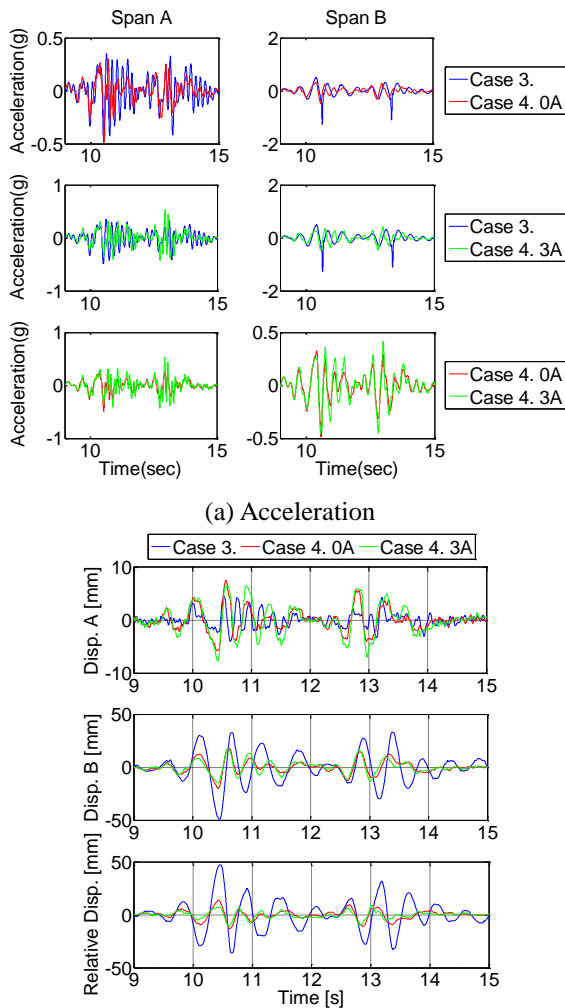 Span A Span B
0.5 2
Acceleration(g) 0 0 Case 3.
Case 4. 0A
-0.5 -2
10 15 10 15
1 2
Acceleration(g) 0 0 Case 3.
Case 4. 3A
-1 -2
10 15 10 15
1 0.5
Acceleration(g) 0 0 Case 4. 0A
Case 4. 3A
-1 -0.5
10 15 10 15
Time(sec) Time(sec)
(a) Acceleration
Case 3. Case 4. 0A Case 4. 3A
10
Disp. A [mm] 0
-10
9 10 11 12 13 14 15
50
Disp. B [mm] 0
-50
9 10 11 12 13 14 15
50
Relative Disp. [mm] 0
-50
9 10 11 12 13 14 15
Time [s]